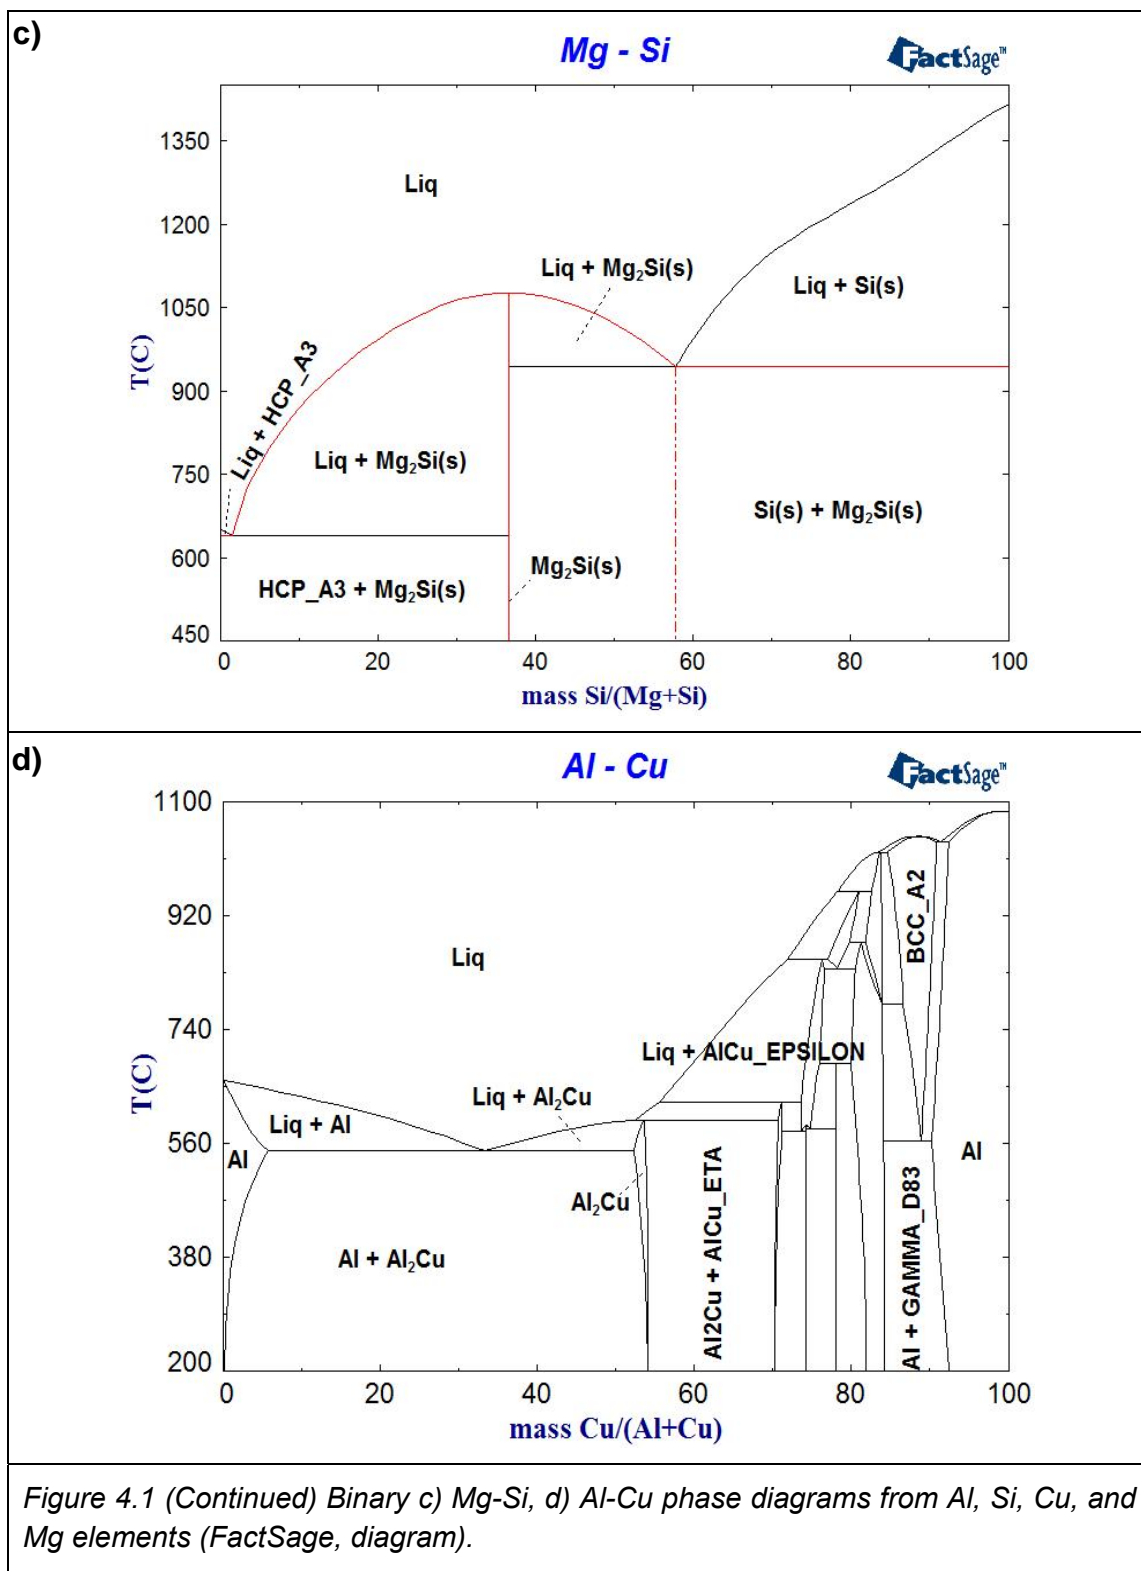 c)
Mg - Si
FactSage™
T(C)
1350
1200
1050
900
750
600
450
Liq
Liq + Mg₂Si(s)
Liq + Si(s)
Liq + HCP_A3
Liq + Mg₂Si(s)
Si(s) + Mg₂Si(s)
Mg₂Si(s)
HCP_A3 + Mg₂Si(s)
0 20 40 60 80 100
mass Si/(Mg+Si)
d)
Al - Cu
FactSage™
T(C)
1100
920
740
560
380
200
Liq
BCC_A2
Liq + AlCu_EPSILON
Liq + Al₂Cu
Liq + Al
Al
Al
Al₂Cu
Al + Al₂Cu
Al2Cu + AlCu_ETA
Al + GAMMA_D83
0 20 40 60 80 100
mass Cu/(Al+Cu)
Figure 4.1 (Continued) Binary c) Mg-Si, d) Al-Cu phase diagrams from Al, Si, Cu, and
Mg elements (FactSage, diagram).